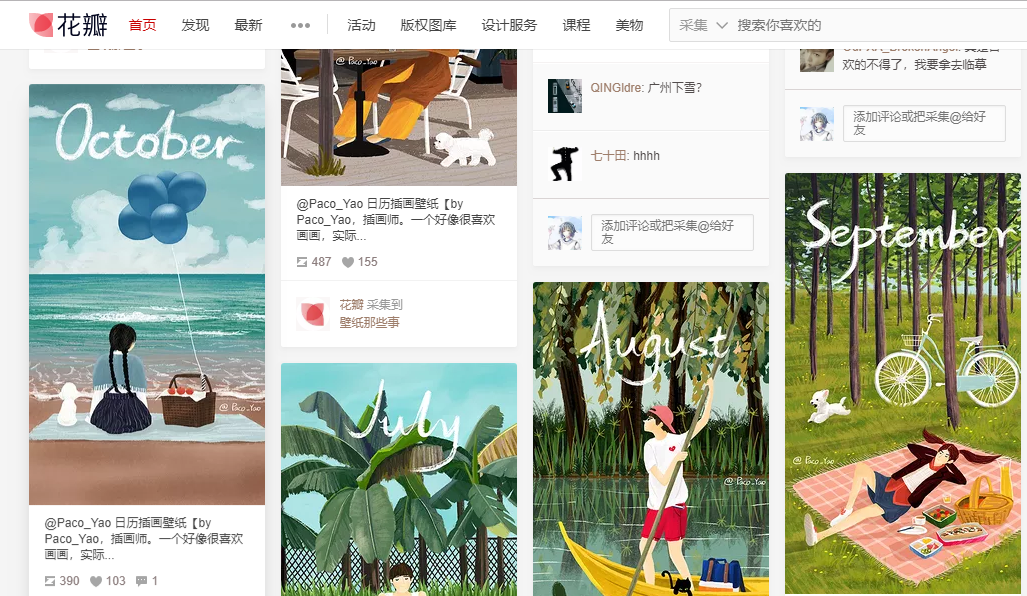 花瓣 首页 发现 最新 ••• 活动 版权图库 设计服务 课程 美物 采集 搜索你喜欢的
October
@ Paco_Yao
@Paco_Yao 日历插画壁纸【by
Paco_Yao，插画师。一个好像很喜欢
画画，实际...
390 103 1
@ Paco_Yao
@Paco_Yao 日历插画壁纸【by
Paco_Yao，插画师。一个好像很喜欢
画画，实际...
487 155
花瓣 采集到
壁纸那些事
July
QINGIdre: 广州下雪?
七十田: hhhh
添加评论或把采集@给好
友
August
@ Paco_Yao
欢的不得了，我要拿去临摹
添加评论或把采集@给好
友
September
@ Paco_Yao